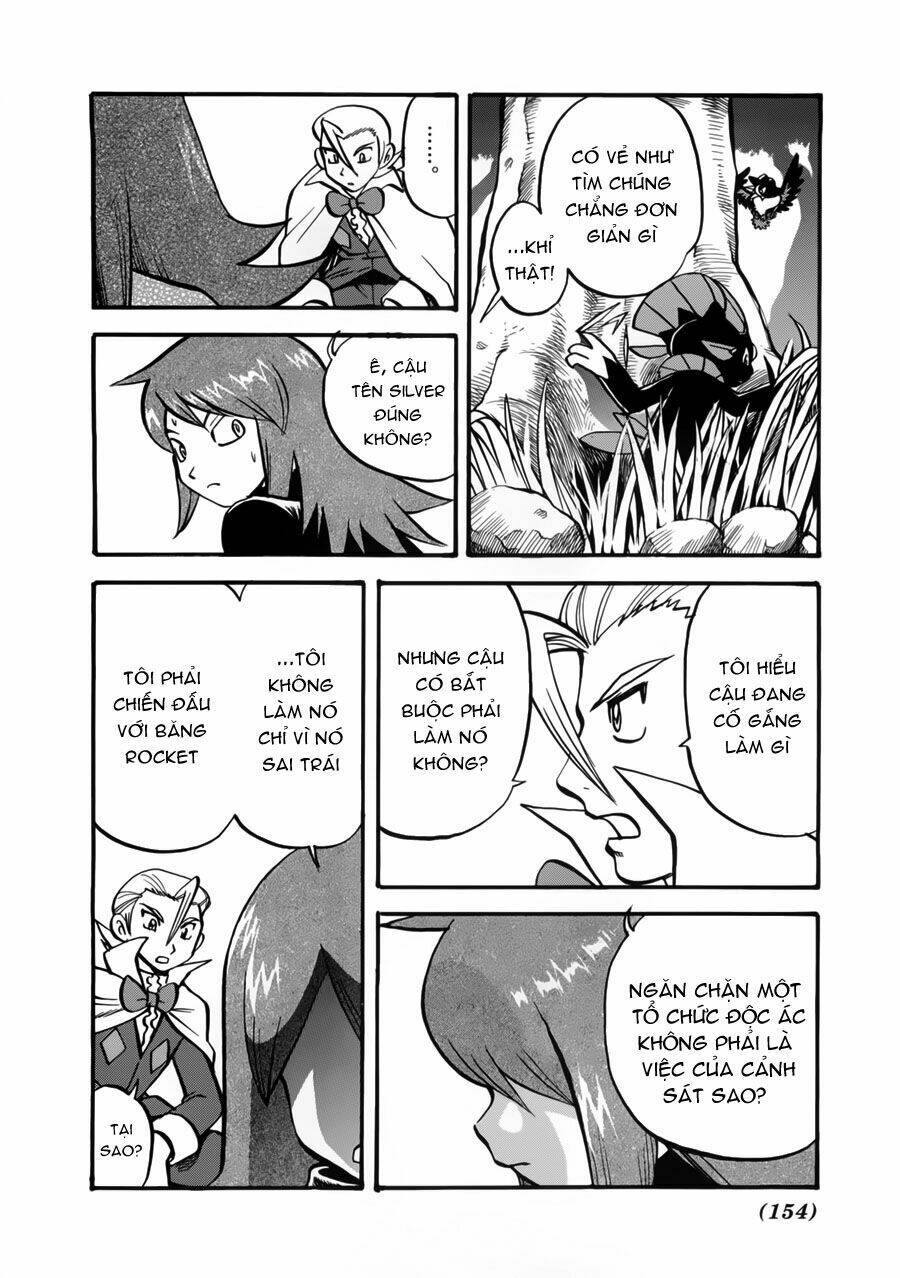 CÓ VẺ NHƯ
TÌM CHÚNG
CHẲNG ĐƠN
GIẢN GÌ
...KHỈ
THẬT!
......
Ê, CẬU
TÊN SILVER
ĐÚNG
KHÔNG?
TÔI HIỂU
CẬU ĐANG
CỐ GẮNG
LÀM GÌ
NHƯNG CẬU
CÓ BẮT
BUỘC PHẢI
LÀM NÓ
KHÔNG?
NGĂN CHẶN MỘT
TỔ CHỨC ĐỘC ÁC
KHÔNG PHẢI LÀ
VIỆC CỦA CẢNH
SÁT SAO?
...TÔI
KHÔNG
LÀM NÓ
CHỈ VÌ NÓ
SAI TRÁI
TÔI PHẢI
CHIẾN ĐẤU
VỚI BĂNG
ROCKET
TẠI
SAO?
(154)